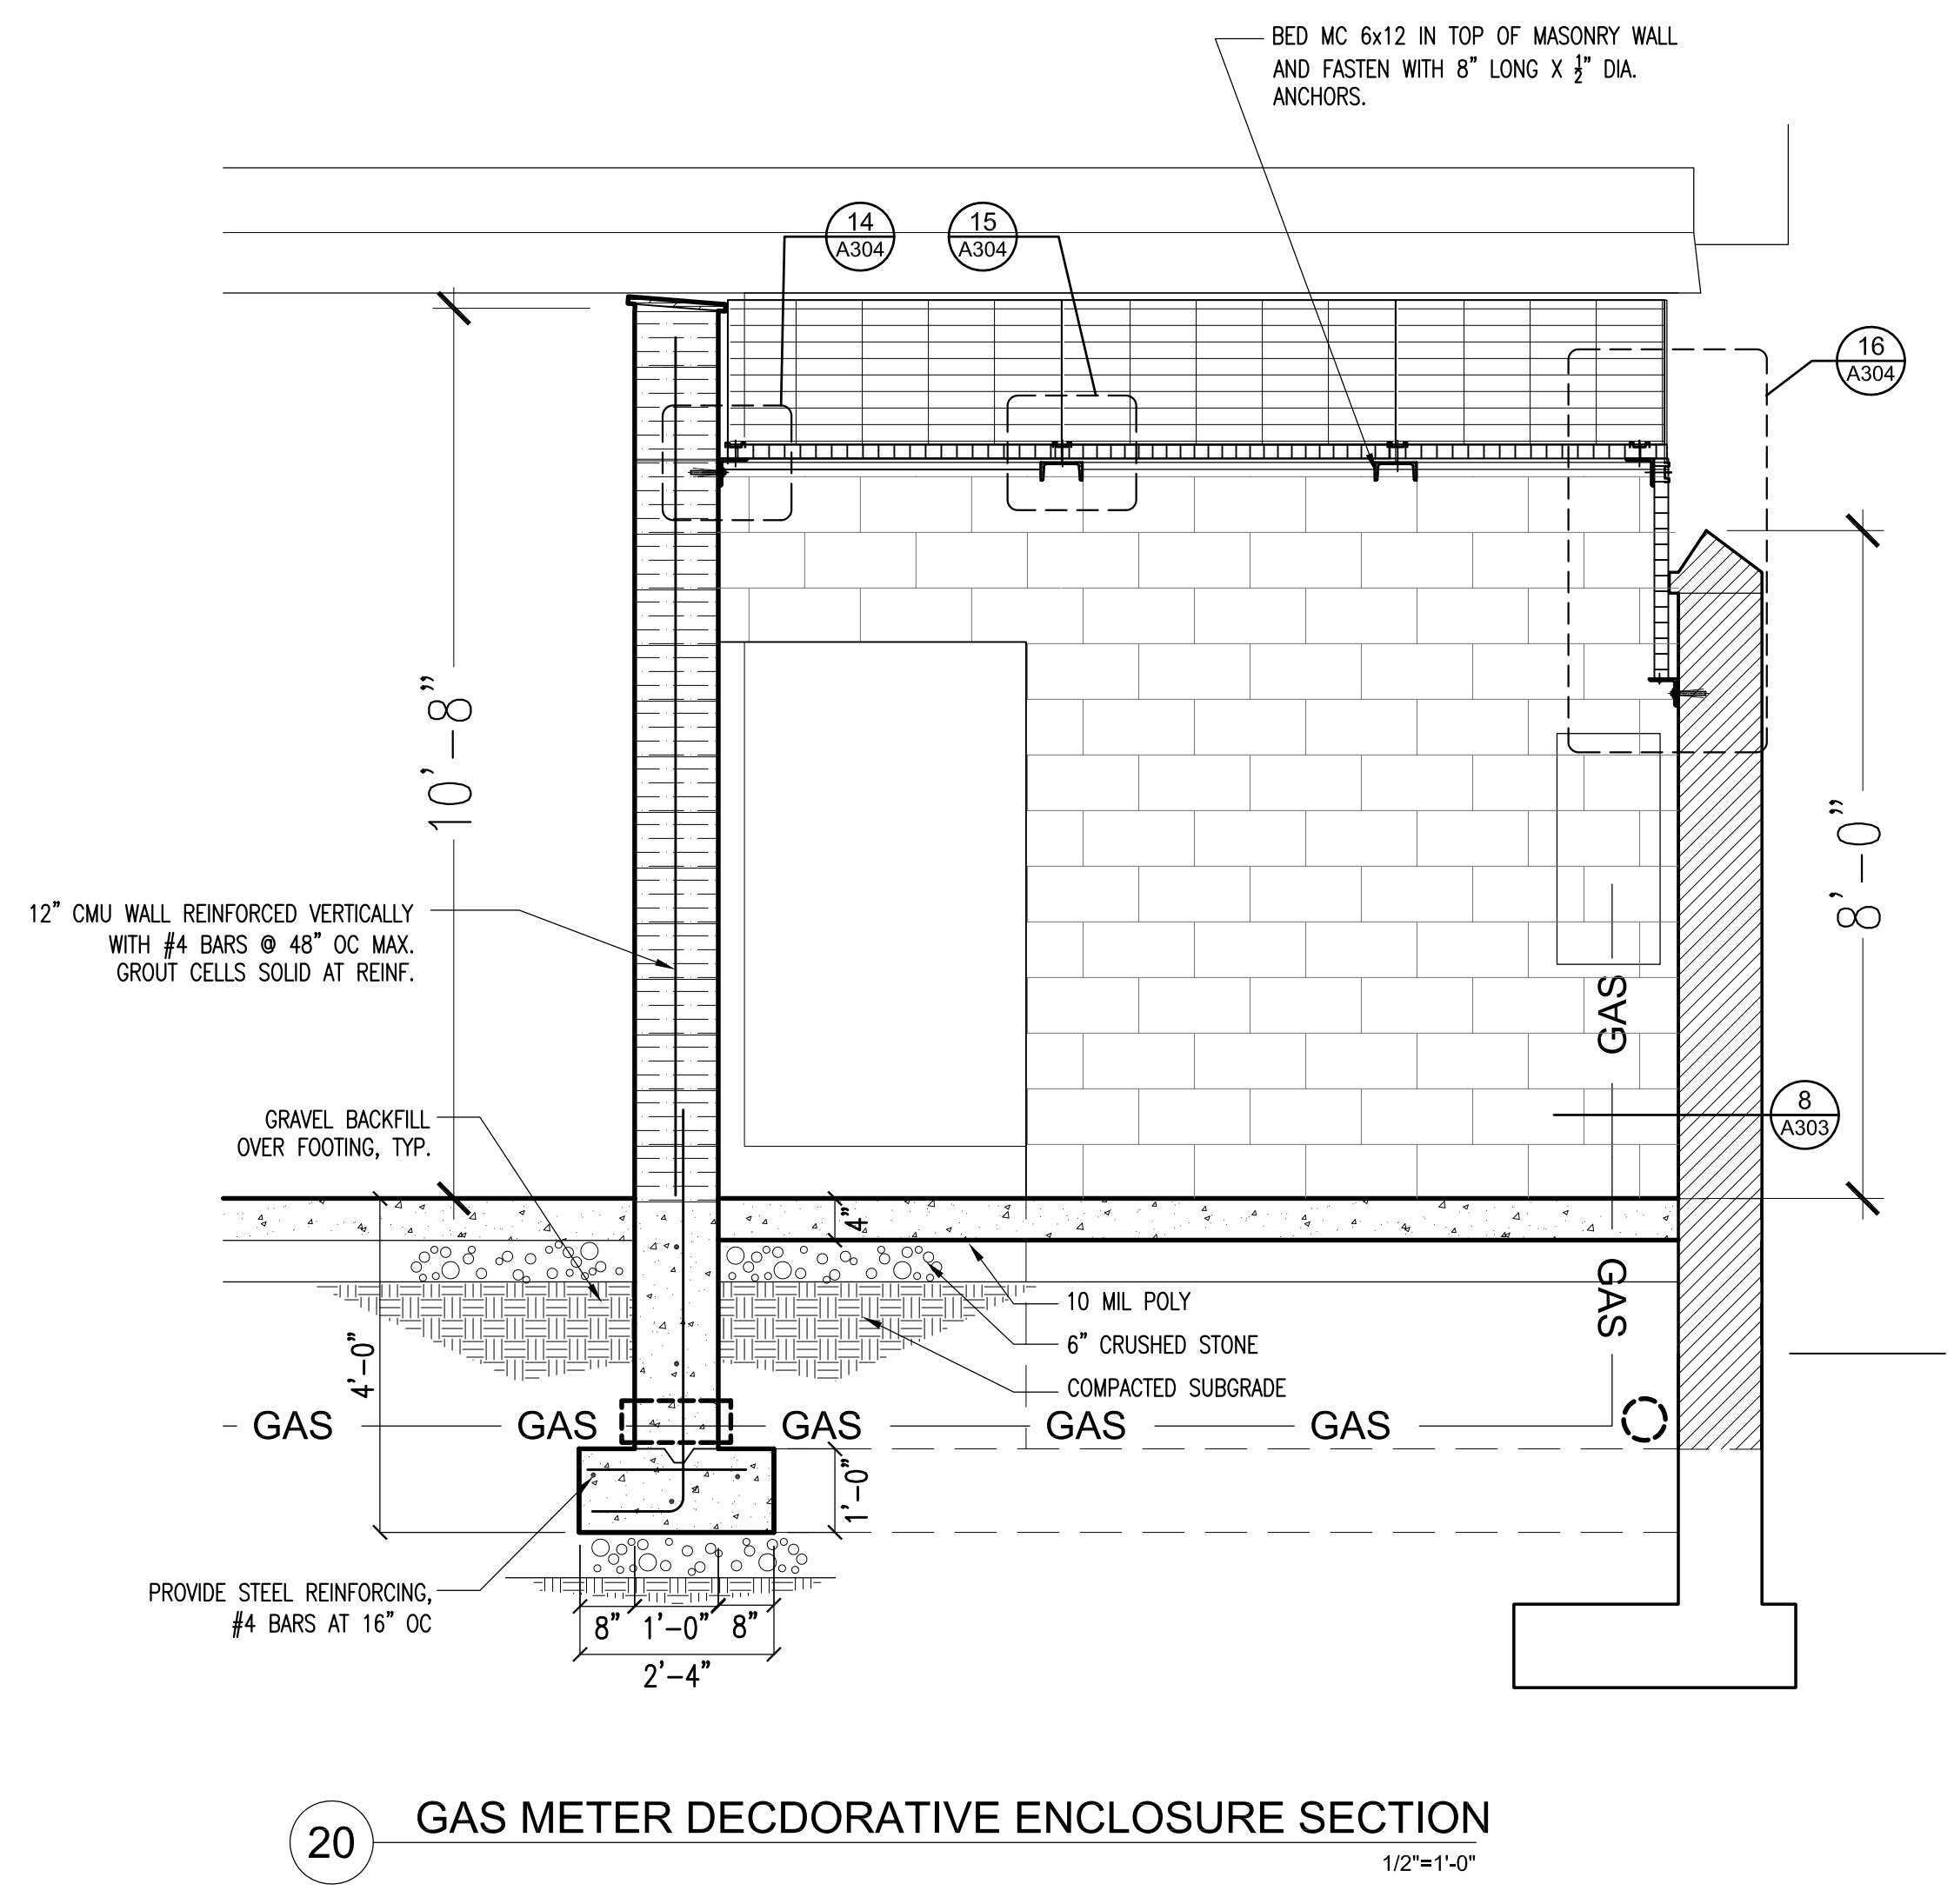 BED MC 6x12 IN TOP OF MASONRY WALL
AND FASTEN WITH 8” LONG X ½” DIA.
ANCHORS.
14
A304
15
A304
16
A304
10’-8”
8’-0”
12” CMU WALL REINFORCED VERTICALLY
WITH #4 BARS @ 48” OC MAX.
GROUT CELLS SOLID AT REINF.
GAS
GRAVEL BACKFILL
OVER FOOTING, TYP.
8
A303
4”
GAS
10 MIL POLY
6” CRUSHED STONE
COMPACTED SUBGRADE
4’-0”
GAS GAS GAS GAS GAS
1’-0”
PROVIDE STEEL REINFORCING,
#4 BARS AT 16” OC
8” 1’-0” 8”
2’-4”
20
GAS METER DECDORATIVE ENCLOSURE SECTION
1/2"=1'-0"